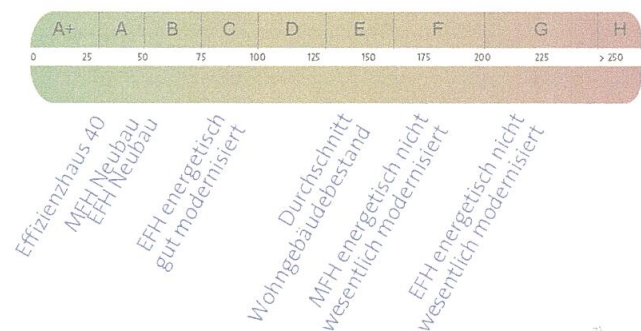 A+ A B C D E F G H
0 25 50 75 100 125 150 175 200 225 > 250
Effizienzhaus 40
MFH Neubau
EFH Neubau
EFH energetisch
gut modernisiert
Durchschnitt
Wohngebäudebestand
MFH energetisch nicht
wesentlich modernisiert
EFH energetisch nicht
wesentlich modernisiert